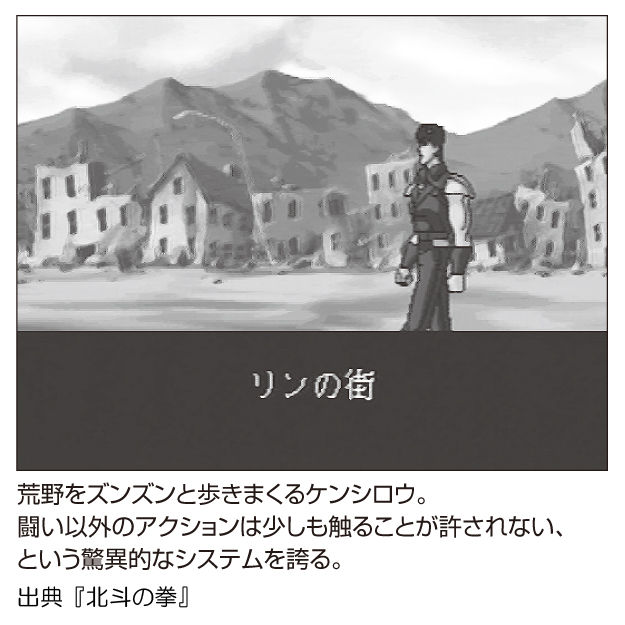 リンの街
荒野をズンズンと歩きまくるケンシロウ。
闘い以外のアクションは少しも触ることが許されない、
という驚異的なシステムを誇る。
出典『北斗の拳』